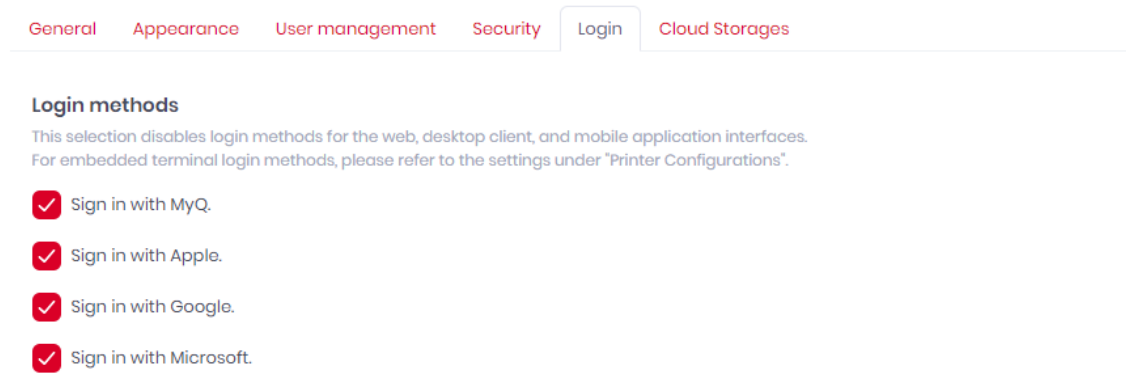 General Appearance User management Security Login Cloud Storages
Login methods
This selection disables login methods for the web, desktop client, and mobile application interfaces.
For embedded terminal login methods, please refer to the settings under "Printer Configurations".
Sign in with MyQ.
Sign in with Apple.
Sign in with Google.
Sign in with Microsoft.